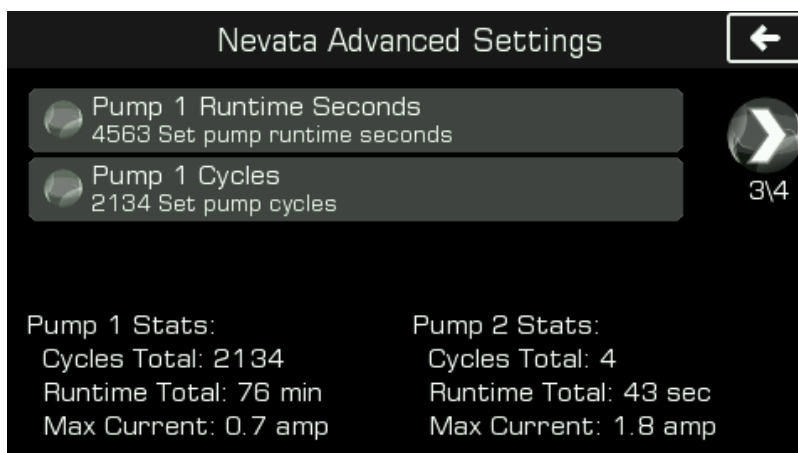 Nevata Advanced Settings
Pump 1 Runtime Seconds
4563 Set pump runtime seconds
Pump 1 Cycles
2134 Set pump cycles
3\4
Pump 1 Stats:
Cycles Total: 2134
Runtime Total: 76 min
Max Current: 0.7 amp
Pump 2 Stats:
Cycles Total: 4
Runtime Total: 43 sec
Max Current: 1.8 amp